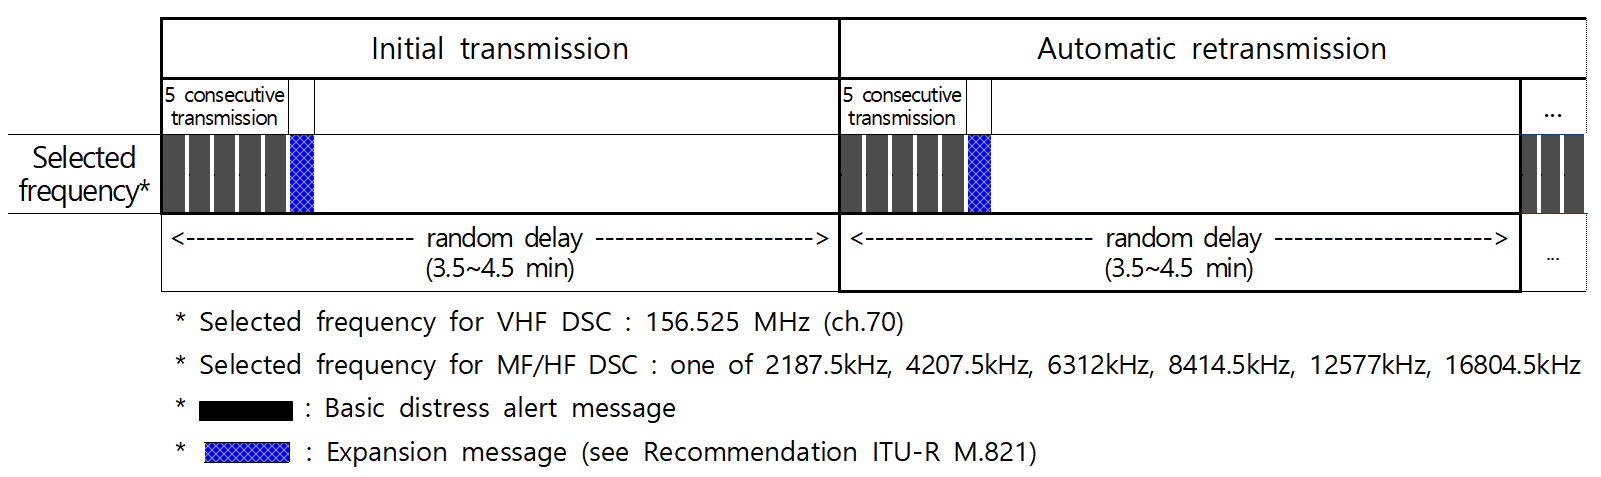 Initial transmission
Automatic retransmission
5 consecutive
transmission
5 consecutive
transmission
...
Selected
frequency*
<----------------------- random delay ---------------------->
(3.5~4.5 min)
<----------------------- random delay ---------------------->
(3.5~4.5 min)
...
* Selected frequency for VHF DSC : 156.525 MHz (ch.70)
* Selected frequency for MF/HF DSC : one of 2187.5kHz, 4207.5kHz, 6312kHz, 8414.5kHz, 12577kHz, 16804.5kHz
* : Basic distress alert message
* : Expansion message (see Recommendation ITU-R M.821)